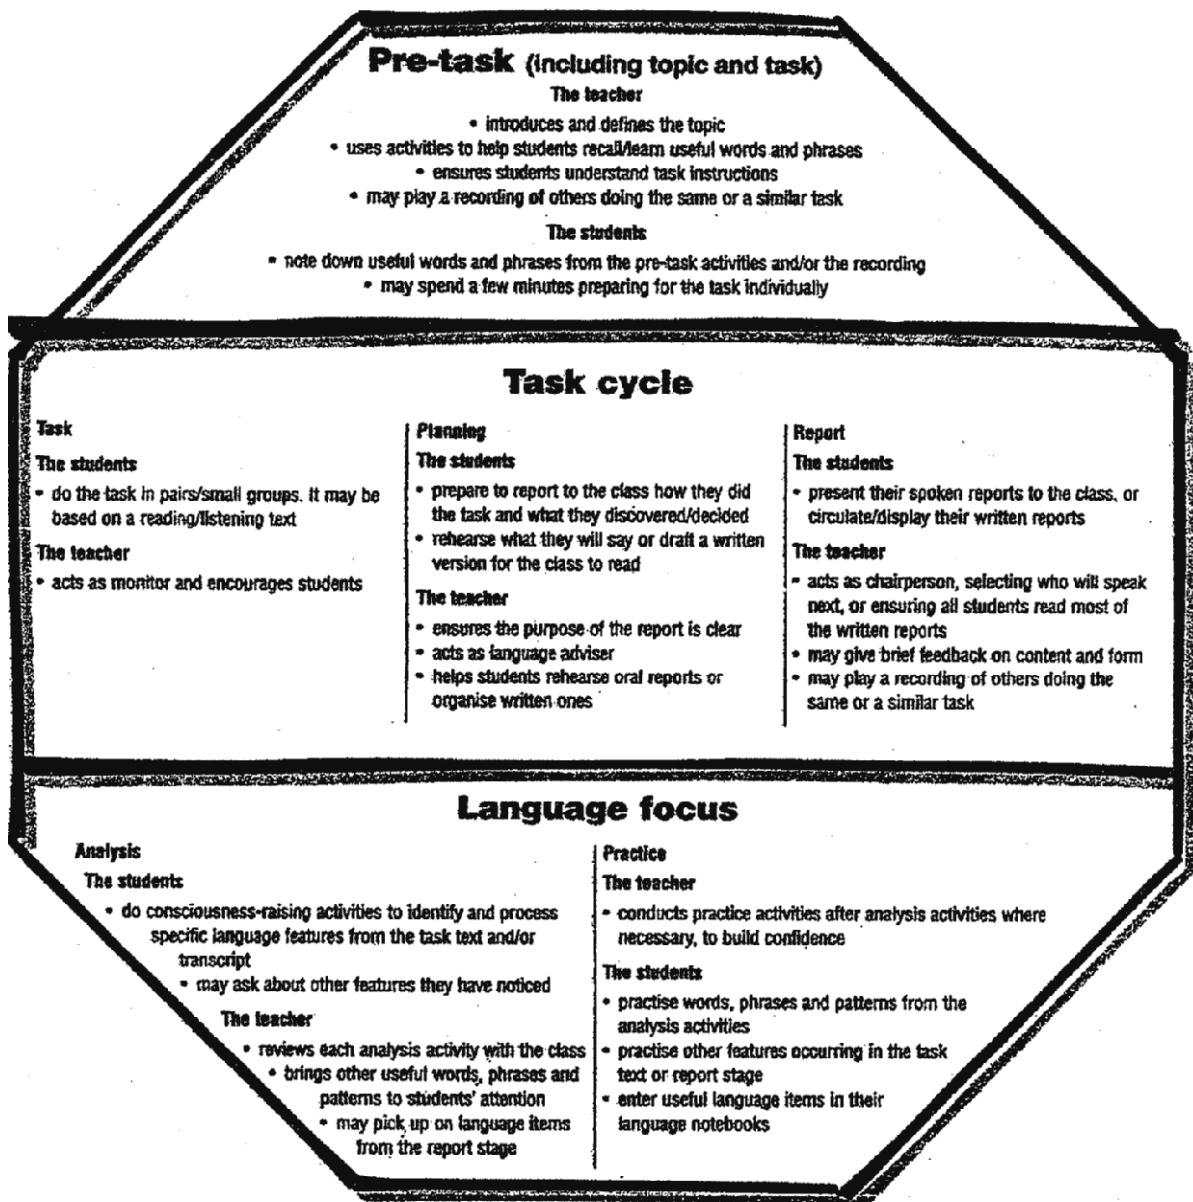 Pre-task (including topic and task)
The teacher
• introduces and defines the topic
• uses activities to help students recall/learn useful words and phrases
• ensures students understand task instructions
• may play a recording of others doing the same or a similar task
The students
• note down useful words and phrases from the pre-task activities and/or the recording
• may spend a few minutes preparing for the task individually
Task cycle
Task
The students
• do the task in pairs/small groups. It may be
based on a reading/listening text
The teacher
• acts as monitor and encourages students
Planning
The students
• prepare to report to the class how they did
the task and what they discovered/decided
• rehearse what they will say or draft a written
version for the class to read
The teacher
• ensures the purpose of the report is clear
• acts as language adviser
• helps students rehearse oral reports or
organise written ones
Report
The students
• present their spoken reports to the class, or
circulate/display their written reports
The teacher
• acts as chairperson, selecting who will speak
next, or ensuring all students read most of
the written reports
• may give brief feedback on content and form
• may play a recording of others doing the
same or a similar task
Language focus
Analysis
The students
• do consciousness-raising activities to identify and process
specific language features from the task text and/or
transcript
• may ask about other features they have noticed
The teacher
• reviews each analysis activity with the class
• brings other useful words, phrases and
patterns to students' attention
• may pick up on language items
from the report stage
Practice
The teacher
• conducts practice activities after analysis activities where
necessary, to build confidence
The students
• practise words, phrases and patterns from the
analysis activities
• practise other features occurring in the task
text or report stage
• enter useful language items in their
language notebooks